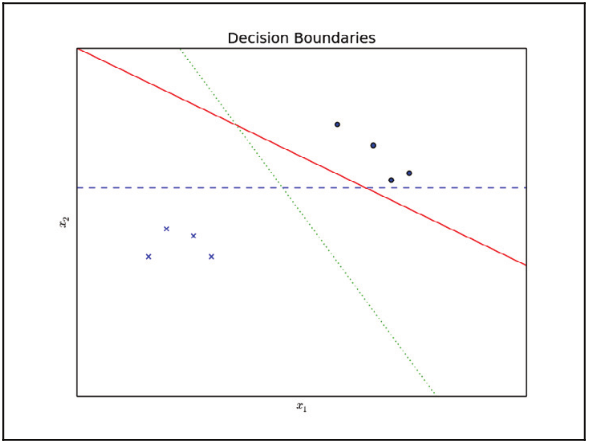 Decision Boundaries
x₂
x₁